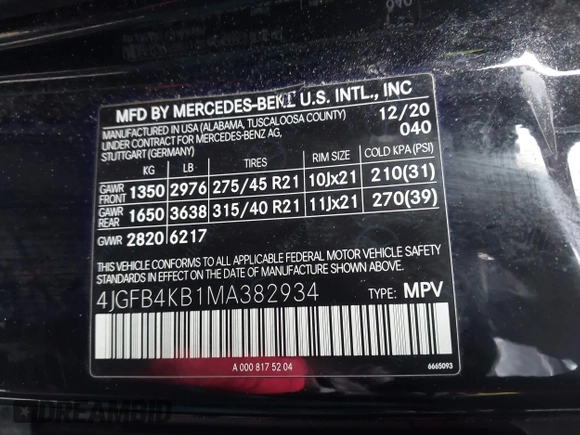 MFD BY MERCEDES-BENZ U.S. INTL., INC
MANUFACTURED IN USA (ALABAMA, TUSCALOOSA COUNTY) 12/20
UNDER CONTRACT FOR MERCEDES-BENZ AG, 040
STUTTGART (GERMANY)
KG LB TIRES RIM SIZE COLD KPA (PSI)
GAWR FRONT 1350 2976 275/45 R21 10Jx21 210(31)
GAWR REAR 1650 3638 315/40 R21 11Jx21 270(39)
GVWR 2820 6217
THIS VEHICLE CONFORMS TO ALL APPLICABLE FEDERAL MOTOR VEHICLE SAFETY
STANDARDS IN EFFECT ON THE DATE OF MANUFACTURE SHOWN ABOVE.
4JGFB4KB1MA382934 TYPE: MPV
A 000 817 52 04 6665093
DREAMBID